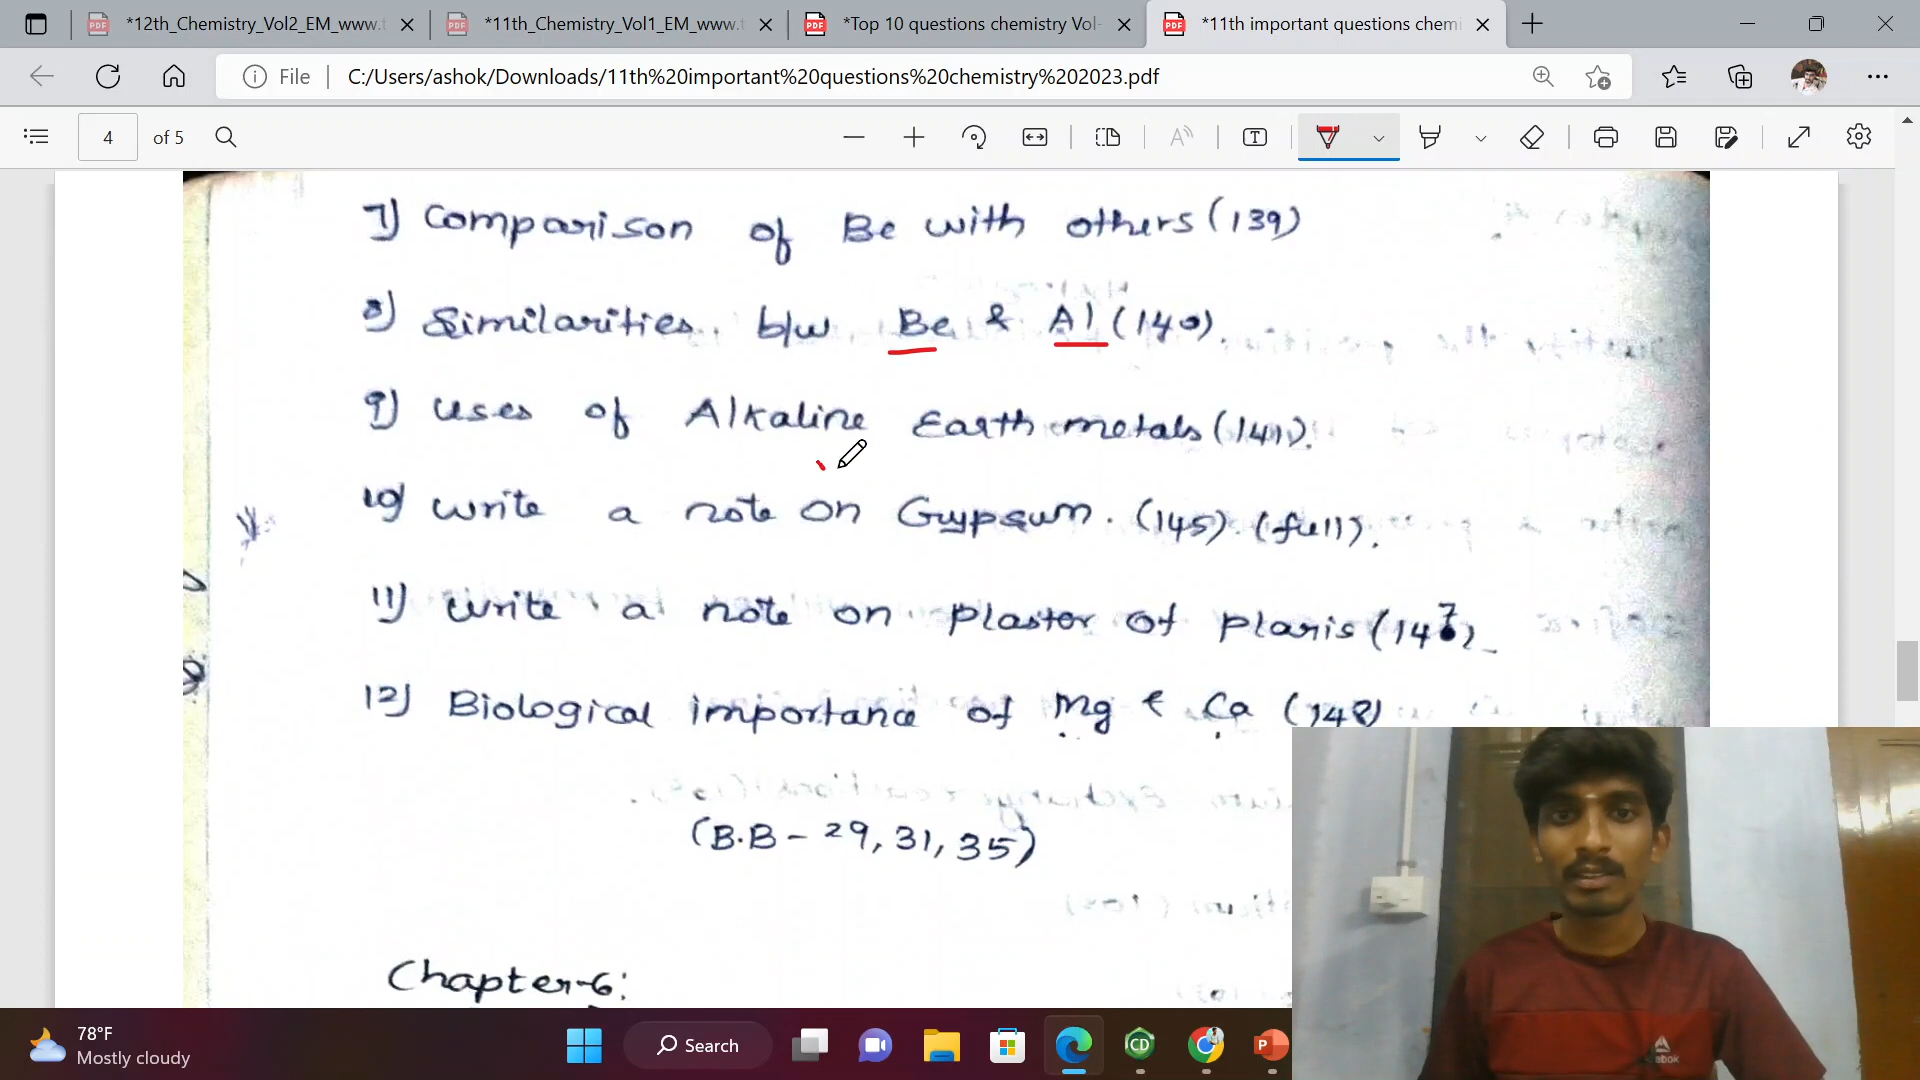 *12th_Chemistry_Vol2_EM_www.t
*11th_Chemistry_Vol1_EM_www.t
*Top 10 questions chemistry Vol-
*11th important questions chemi
File
C:/Users/ashok/Downloads/11th%20important%20questions%20chemistry%202023.pdf
4 of 5
7) Comparison of Be with others (139)
8) Similarities b/w Be & Al (140).
9) Uses of Alkaline Earth metals (141).
10) Write a note on Gypsum. (145). (full).
11) Write a note on plaster of plaris (147)
12) Biological importance of Mg & Ca (148)
(B.B - 29, 31, 35)
Chapter-6:
78°F
Mostly cloudy
Search